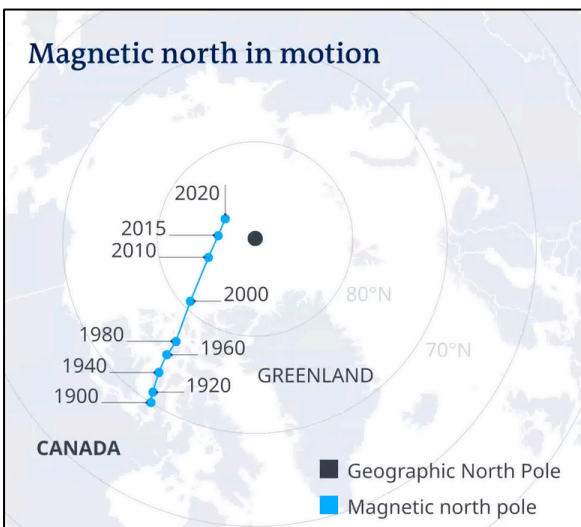 Magnetic north in motion
2020
2015
2010
2000
80°N
1980
1960
70°N
1940
GREENLAND
1920
1900
CANADA
Geographic North Pole
Magnetic north pole